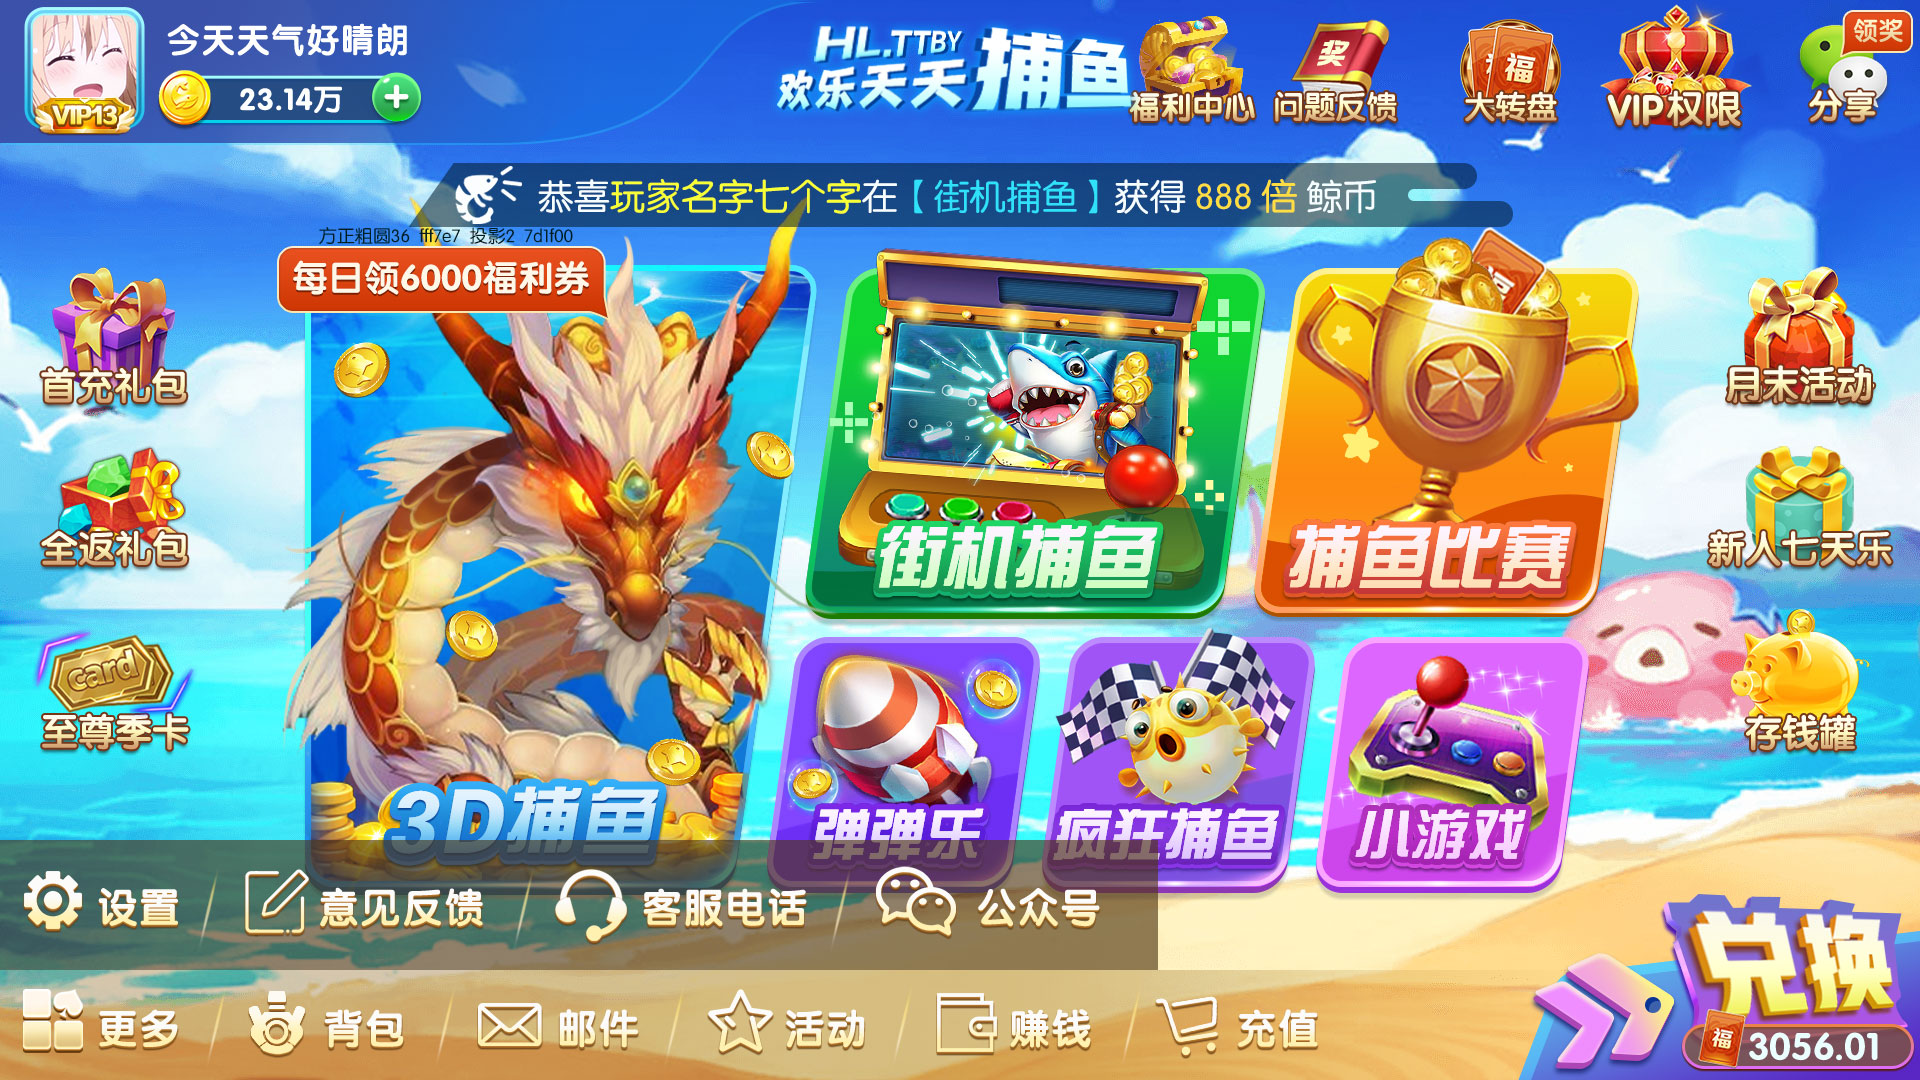 今天天气好晴朗
VIP13
23.14万
HL.TTBY
欢乐天天捕鱼
福利中心
奖
问题反馈
福
大转盘
VIP权限
领奖
分享
恭喜玩家名字七个字在【街机捕鱼】获得 888 倍 鲸币
方正粗圆36 fff7e7 投影2 7d1f00
每日领6000福利券
首充礼包
全返礼包
card
至尊季卡
3D捕鱼
街机捕鱼
福
捕鱼比赛
弹弹乐
疯狂捕鱼
小游戏
月末活动
新人七天乐
存钱罐
设置
意见反馈
客服电话
公众号
更多
背包
邮件
活动
赚钱
充值
兑换
福
3056.01